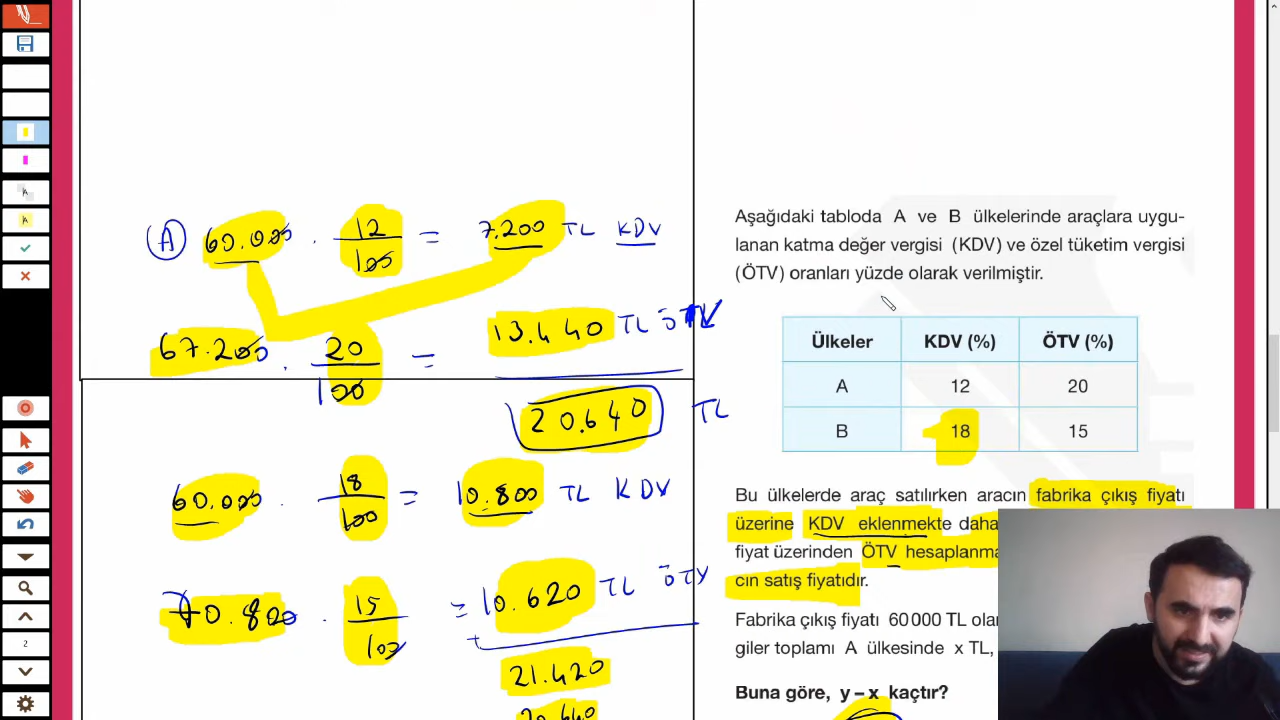 (A) 60.000 . 12/100 = 7.200 TL KDV
67.200 . 20/100 = 13.440 TL ÖTV
20.640 TL
60.000 . 18/100 = 10.800 TL KDV
70.800 . 15/100 = 10.620 TL ÖTV
+
21.420
20.640
2
Aşağıdaki tabloda A ve B ülkelerinde araçlara uygu-
lanan katma değer vergisi (KDV) ve özel tüketim vergisi
(ÖTV) oranları yüzde olarak verilmiştir.
Ülkeler KDV (%) ÖTV (%)
A 12 20
B 18 15
Bu ülkelerde araç satılırken aracın fabrika çıkış fiyatı
üzerine KDV eklenmekte daha
fiyat üzerinden ÖTV hesaplanma
cın satış fiyatıdır.
Fabrika çıkış fiyatı 60000 TL olan
giler toplamı A ülkesinde x TL,
Buna göre, y – x kaçtır?